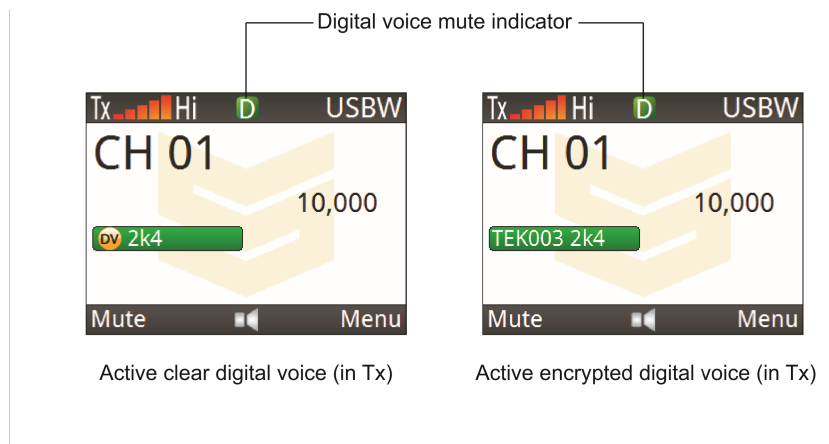 Digital voice mute indicator
Tx Hi D USBW
CH 01
10,000
DV 2k4
Mute Menu
Active clear digital voice (in Tx)
Tx Hi D USBW
CH 01
10,000
TEK003 2k4
Mute Menu
Active encrypted digital voice (in Tx)